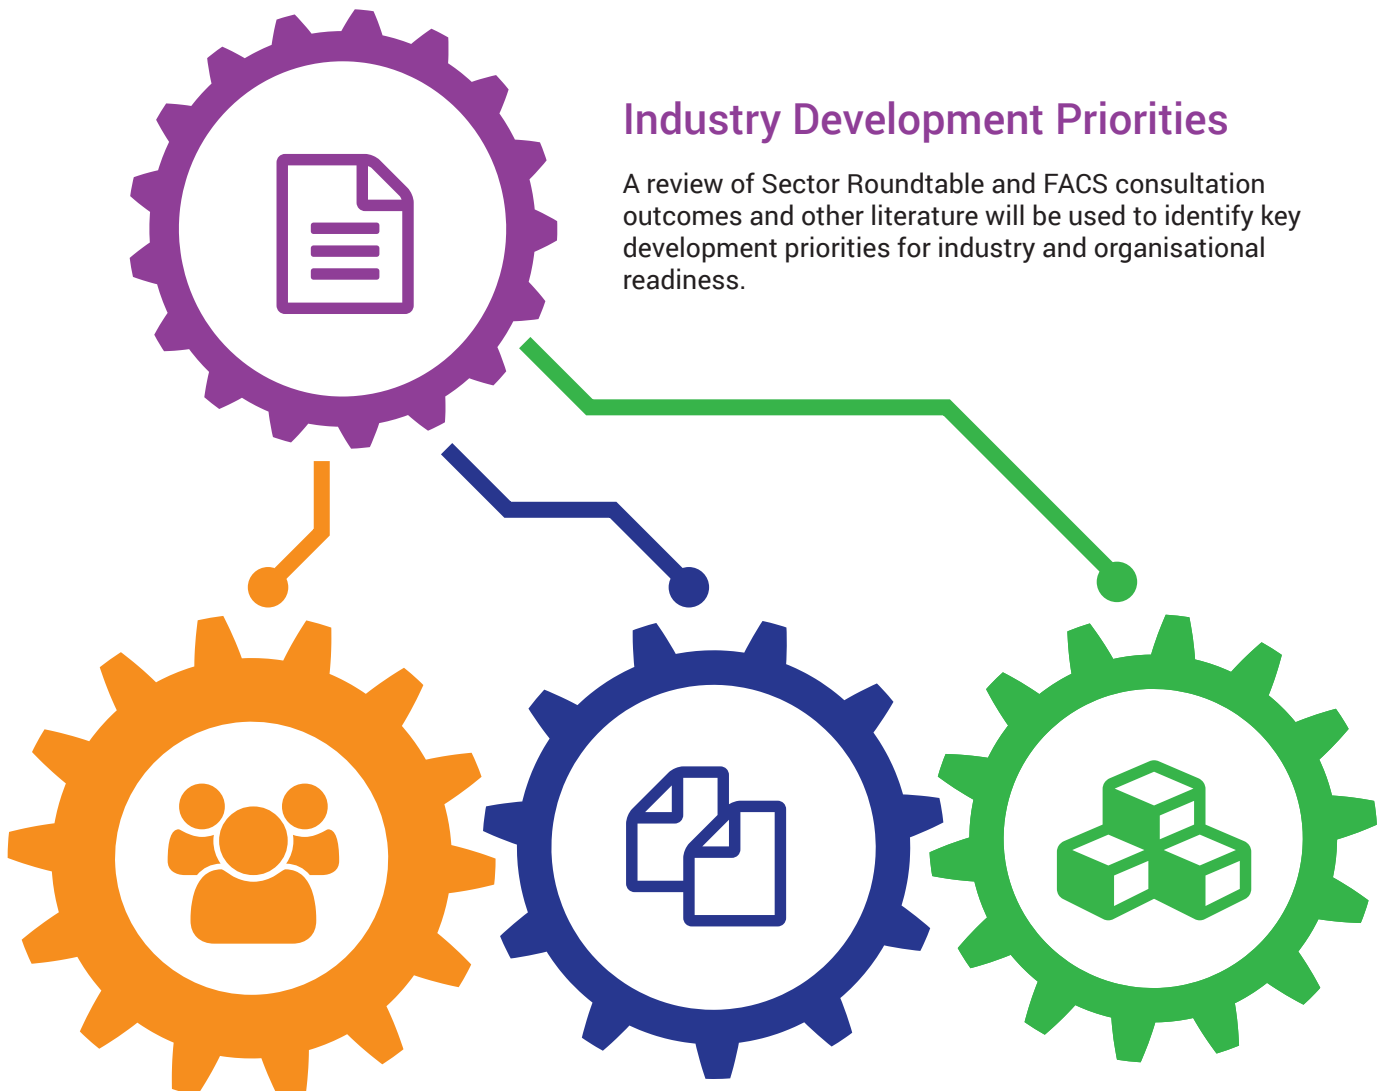 Industry Development Priorities
A review of Sector Roundtable and FACS consultation
outcomes and other literature will be used to identify key
development priorities for industry and organisational
readiness.